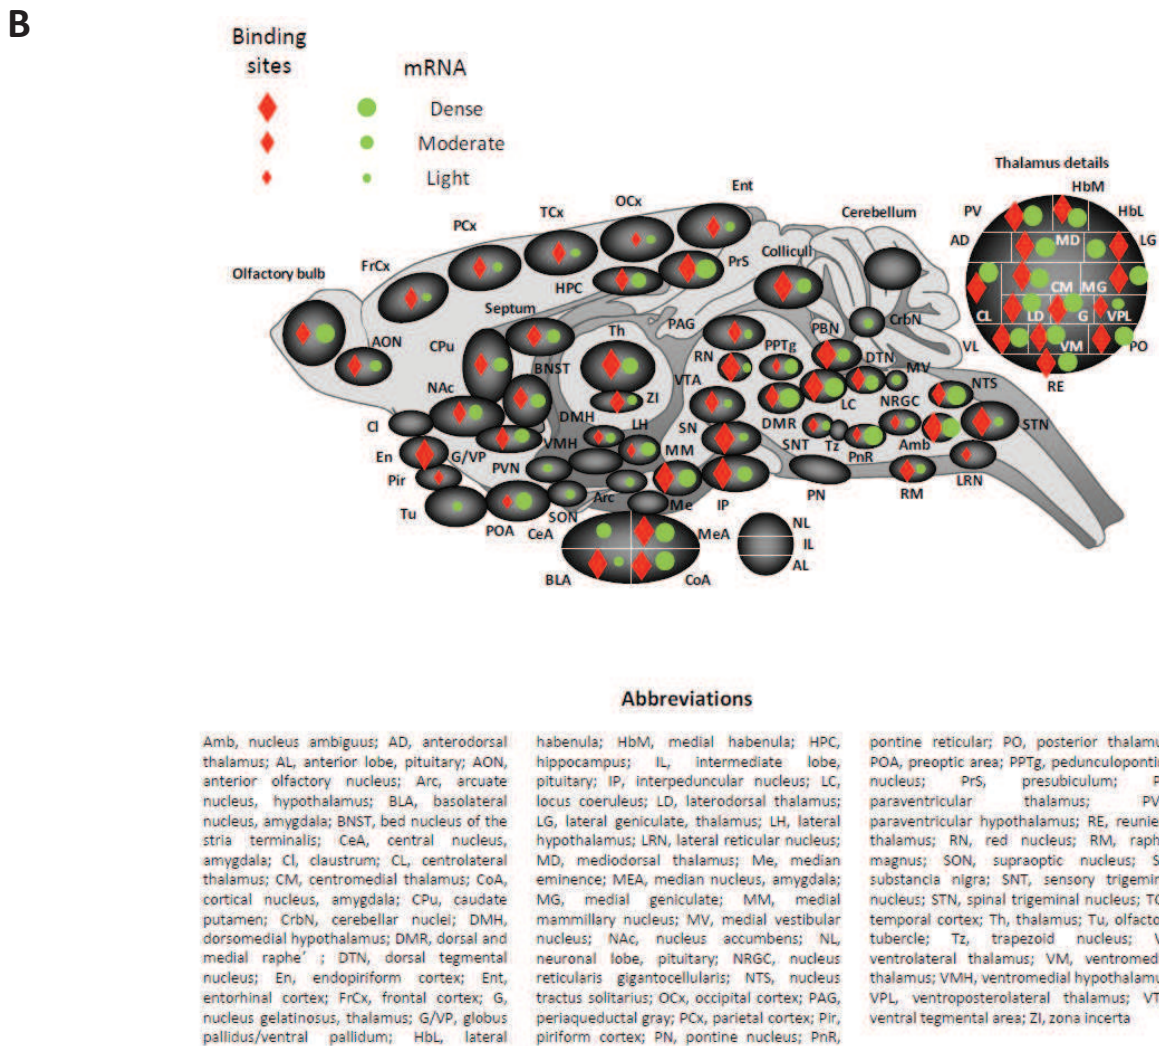 B
Binding
sites
mRNA
Dense
Moderate
Light
Thalamus details
HbM
PV
HbL
AD
MD
LG
CM
MG
CL
LD
G
VPL
VL
VM
PO
RE
Ent
OCx
TCx
PCx
FrCx
Olfactory bulb
AON
Cerebellum
Colliculi
PrS
HPC
Septum
CPu
Th
PAG
BNST
NAc
ZI
RN
VTA
PPTg
PBN
CrbN
DTN
MV
NTS
LC
NRGC
DMH
LH
SN
DMR
STN
Cl
SNT
Tz
PnR
Amb
En
G/VP
VMH
MM
PVN
Pir
LRN
Arc
IP
PN
RM
Tu
POA
SON
CeA
Me
MeA
NL
IL
AL
BLA
CoA
Abbreviations
Amb, nucleus ambiguus; AD, anterodorsal
thalamus; AL, anterior lobe, pituitary; AON,
anterior olfactory nucleus; Arc, arcuate
nucleus, hypothalamus; BLA, basolateral
nucleus, amygdala; BNST, bed nucleus of the
stria terminalis; CeA, central nucleus,
amygdala; Cl, claustrum; CL, centrolateral
thalamus; CM, centromedial thalamus; CoA,
cortical nucleus, amygdala; CPu, caudate
putamen; CrbN, cerebellar nuclei; DMH,
dorsomedial hypothalamus; DMR, dorsal and
medial raphe´ ; DTN, dorsal tegmental
nucleus; En, endopiriform cortex; Ent,
entorhinal cortex; FrCx, frontal cortex; G,
nucleus gelatinosus, thalamus; G/VP, globus
pallidus/ventral pallidum; HbL, lateral
habenula; HbM, medial habenula; HPC,
hippocampus; IL, intermediate lobe,
pituitary; IP, interpeduncular nucleus; LC,
locus coeruleus; LD, laterodorsal thalamus;
LG, lateral geniculate, thalamus; LH, lateral
hypothalamus; LRN, lateral reticular nucleus;
MD, mediodorsal thalamus; Me, median
eminence; MEA, median nucleus, amygdala;
MG, medial geniculate; MM, medial
mammillary nucleus; MV, medial vestibular
nucleus; NAc, nucleus accumbens; NL,
neuronal lobe, pituitary; NRGC, nucleus
reticularis gigantocellularis; NTS, nucleus
tractus solitarius; OCx, occipital cortex; PAG,
periaqueductal gray; PCx, parietal cortex; Pir,
piriform cortex; PN, pontine nucleus; PnR,
pontine reticular; PO, posterior thalamu
POA, preoptic area; PPTg, pedunculopontin
nucleus; PrS, presubiculum; P
paraventricular thalamus; PV
paraventricular hypothalamus; RE, reunien
thalamus; RN, red nucleus; RM, raph
magnus; SON, supraoptic nucleus; S
substancia nigra; SNT, sensory trigemin
nucleus; STN, spinal trigeminal nucleus; TC
temporal cortex; Th, thalamus; Tu, olfacto
tubercle; Tz, trapezoid nucleus; V
ventrolateral thalamus; VM, ventromedi
thalamus; VMH, ventromedial hypothalamu
VPL, ventroposterolateral thalamus; VT
ventral tegmental area; ZI, zona incerta